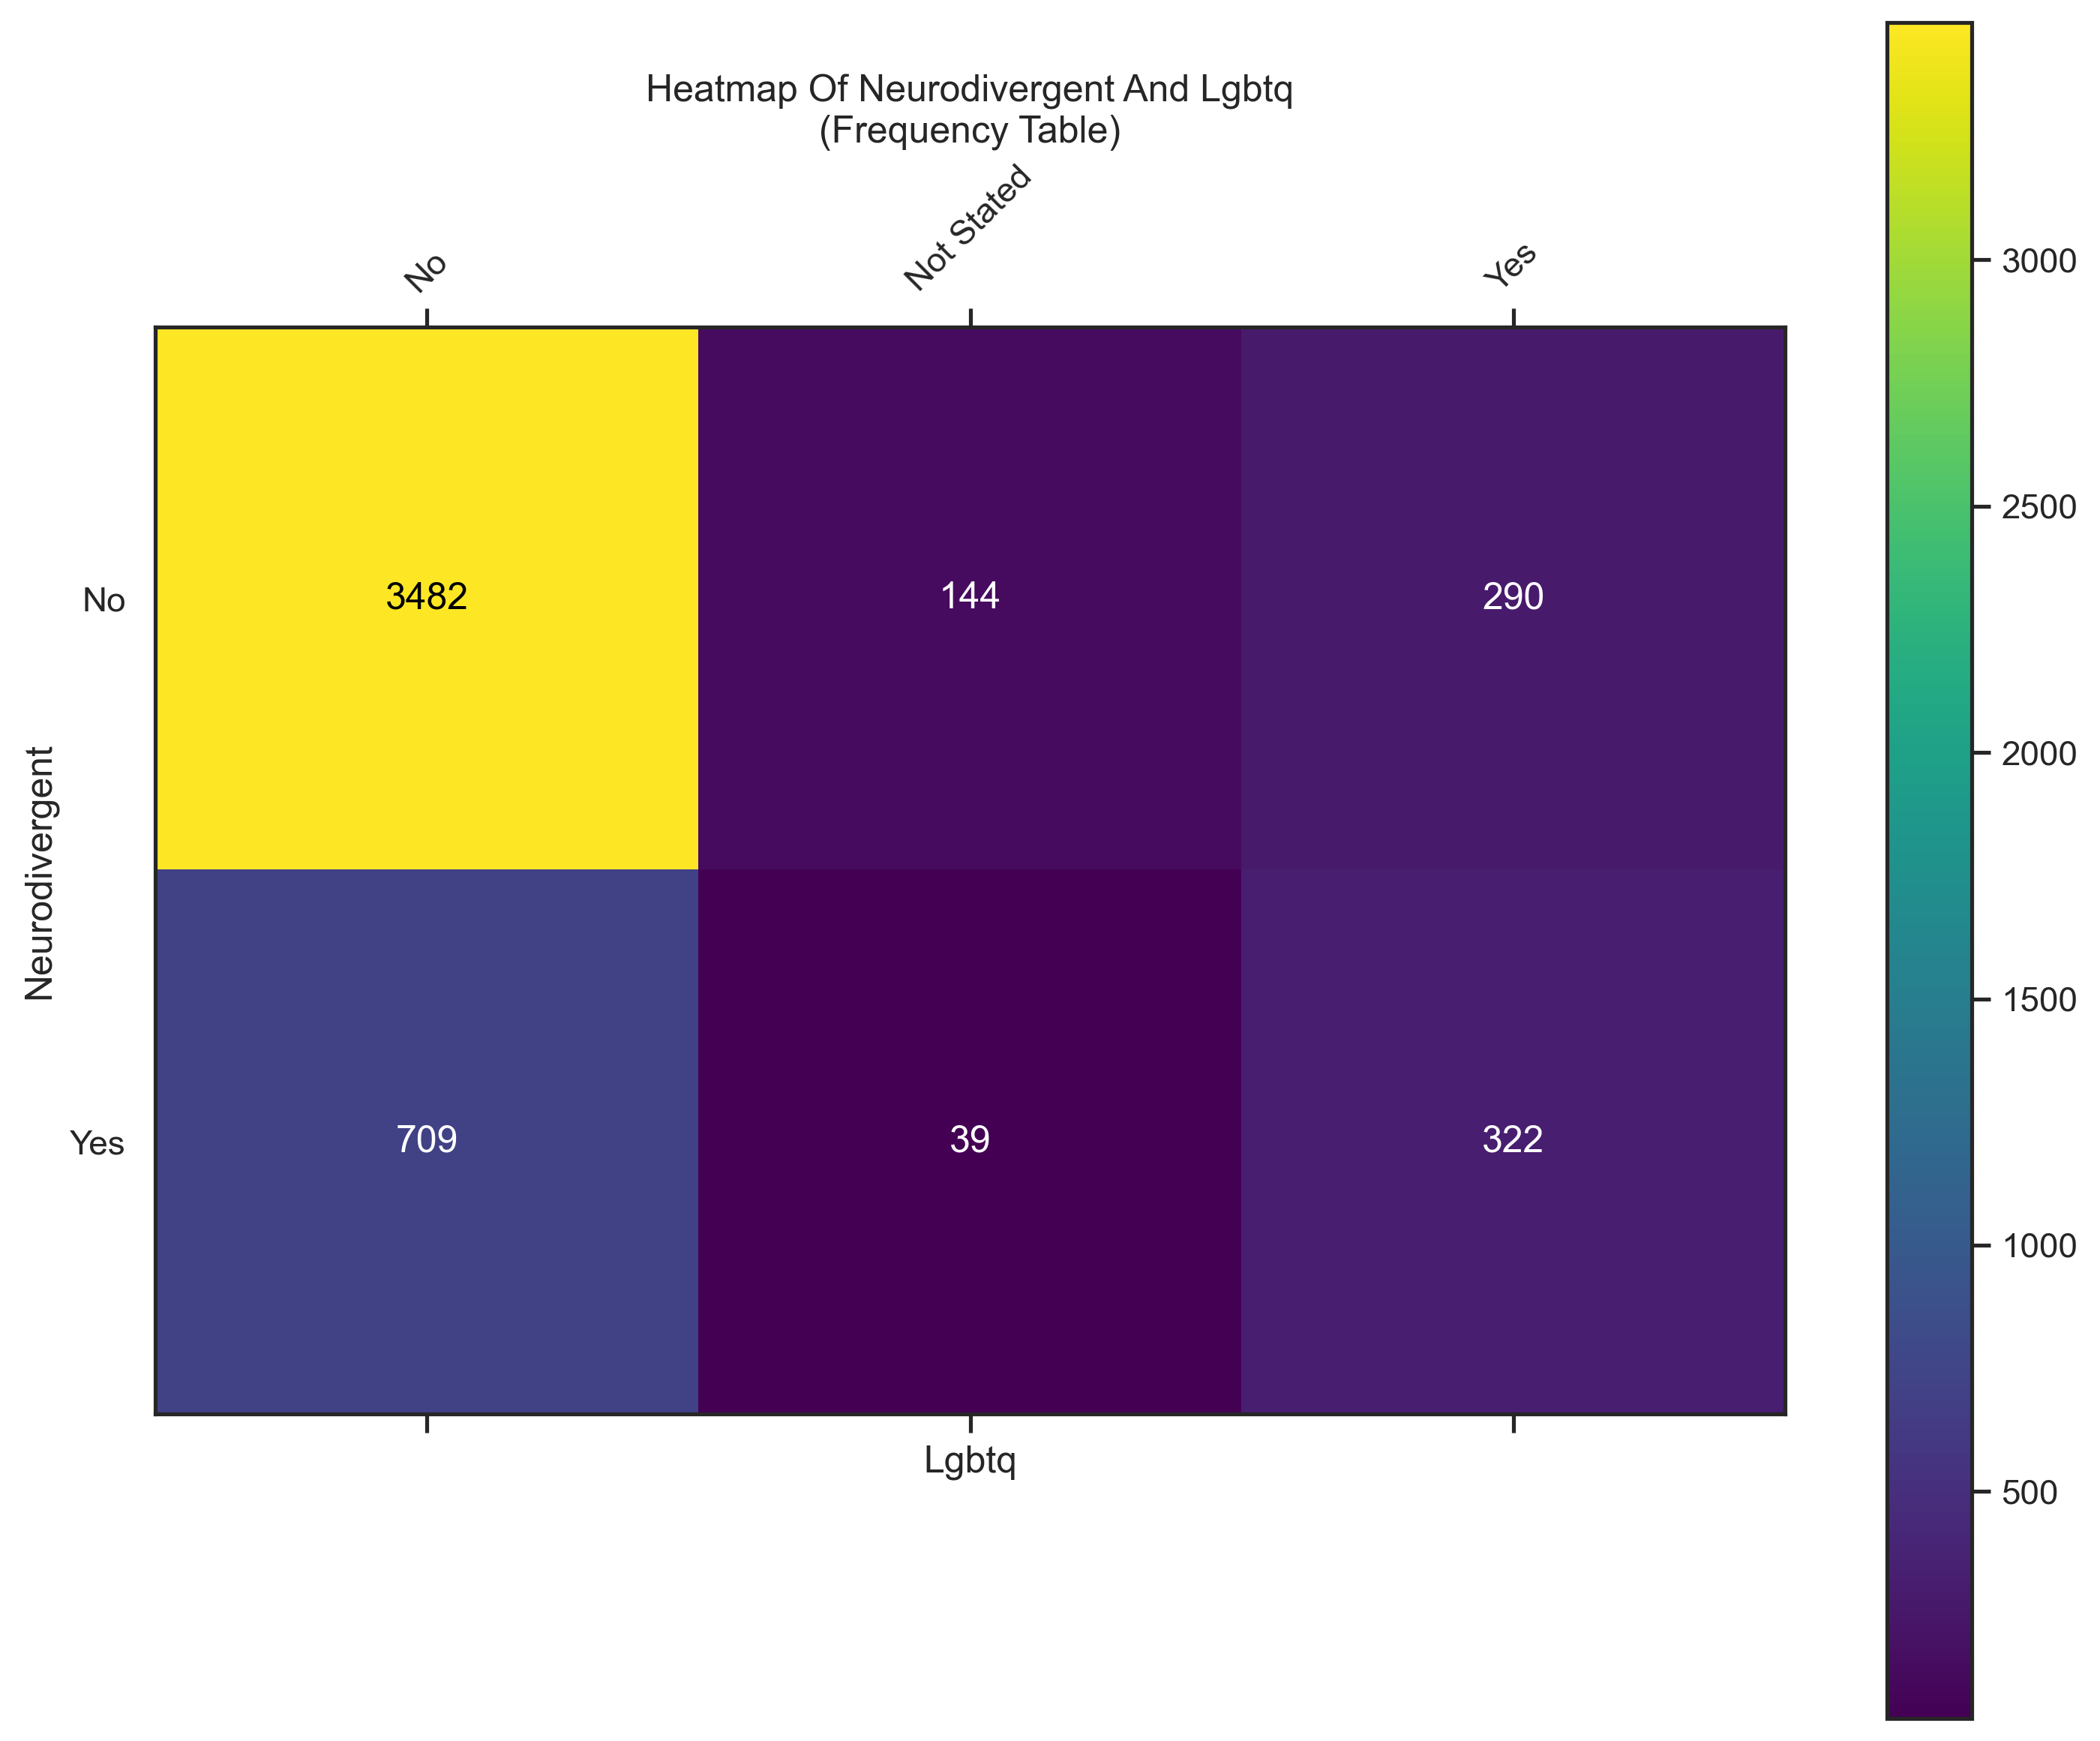 Heatmap Of Neurodivergent And Lgbtq
(Frequency Table)
No
Not Stated
Yes
3000
2500
2000
1500
1000
500
Neurodivergent
No
3482
144
290
Yes
709
39
322
Lgbtq